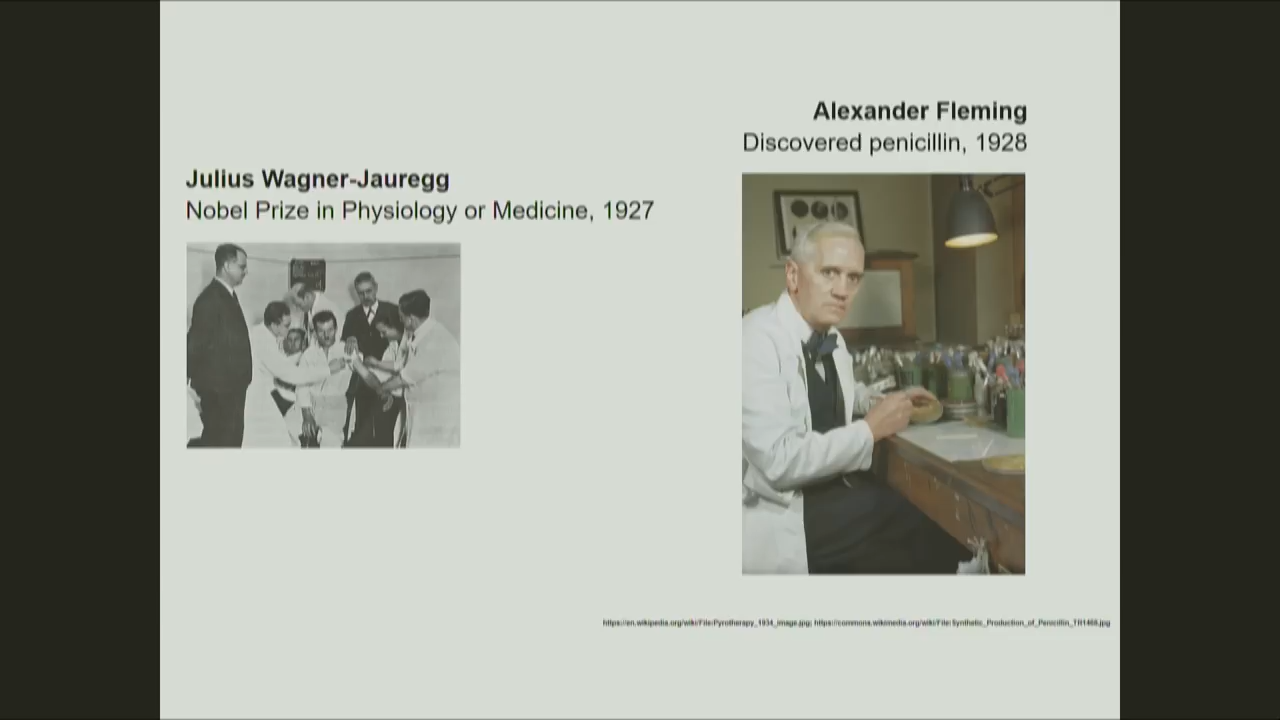 Alexander Fleming
Discovered penicillin, 1928
Julius Wagner-Jauregg
Nobel Prize in Physiology or Medicine, 1927
https://en.wikipedia.org/wiki/File:Pyrotherapy_1934_image.jpg; https://commons.wikimedia.org/wiki/File:Synthetic_Production_of_Penicillin_TR1468.jpg